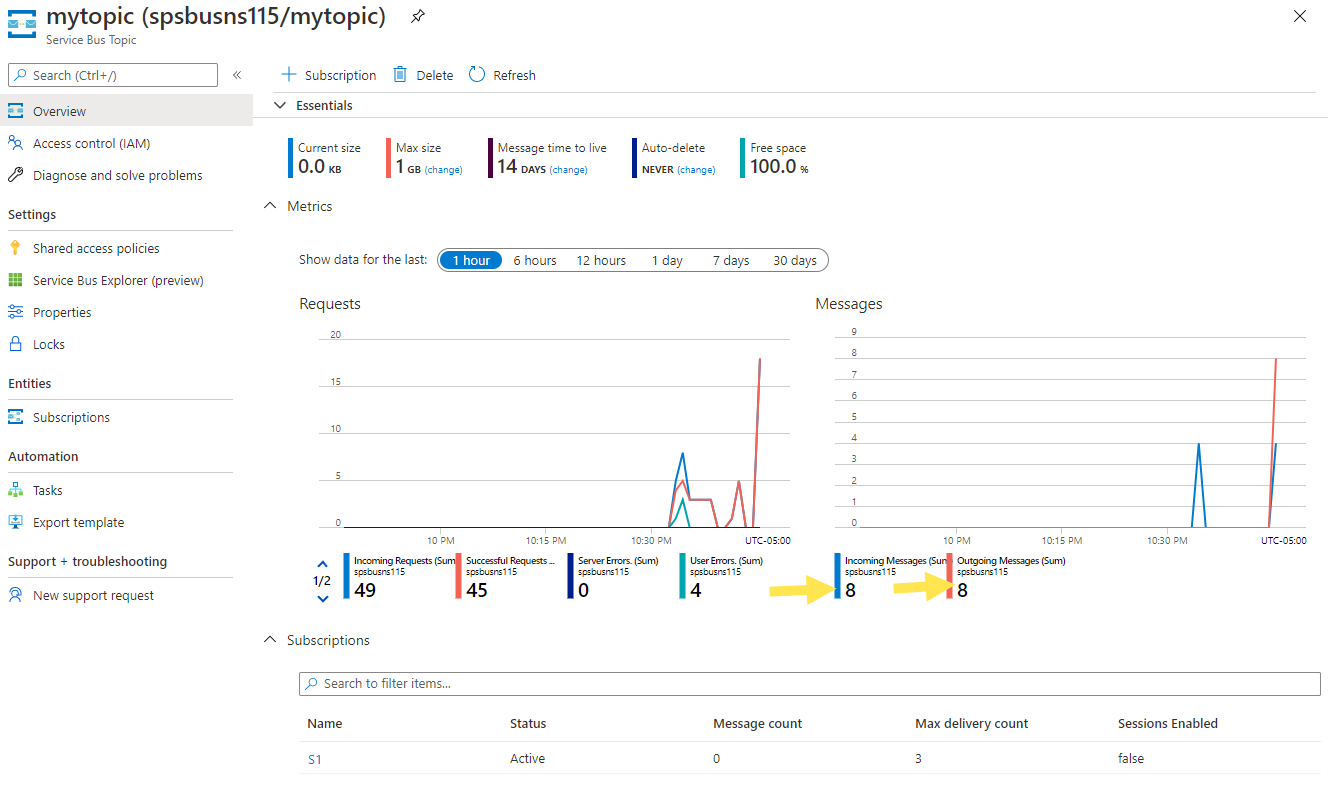 mytopic (spsbusns115/mytopic)
Service Bus Topic
Search (Ctrl+/)
«
Overview
Access control (IAM)
Diagnose and solve problems
Settings
Shared access policies
Service Bus Explorer (preview)
Properties
Locks
Entities
Subscriptions
Automation
Tasks
Export template
Support + troubleshooting
New support request
Subscription Delete Refresh
Essentials
Current size
0.0 KB
Max size
1 GB (change)
Message time to live
14 DAYS (change)
Auto-delete
NEVER (change)
Free space
100.0 %
Metrics
Show data for the last: 1 hour 6 hours 12 hours 1 day 7 days 30 days
Requests
20
15
10
5
0
10 PM 10:15 PM 10:30 PM UTC-05:00
1/2
Incoming Requests (Sum)
spsbusns115
49
Successful Requests ...
spsbusns115
45
Server Errors. (Sum)
spsbusns115
0
User Errors. (Sum)
spsbusns115
4
Messages
9
8
7
6
5
4
3
2
1
0
10 PM 10:15 PM 10:30 PM UTC-05:00
Incoming Messages (Sum)
spsbusns115
8
Outgoing Messages (Sum)
spsbusns115
8
Subscriptions
Search to filter items...
Name Status Message count Max delivery count Sessions Enabled
S1 Active 0 3 false